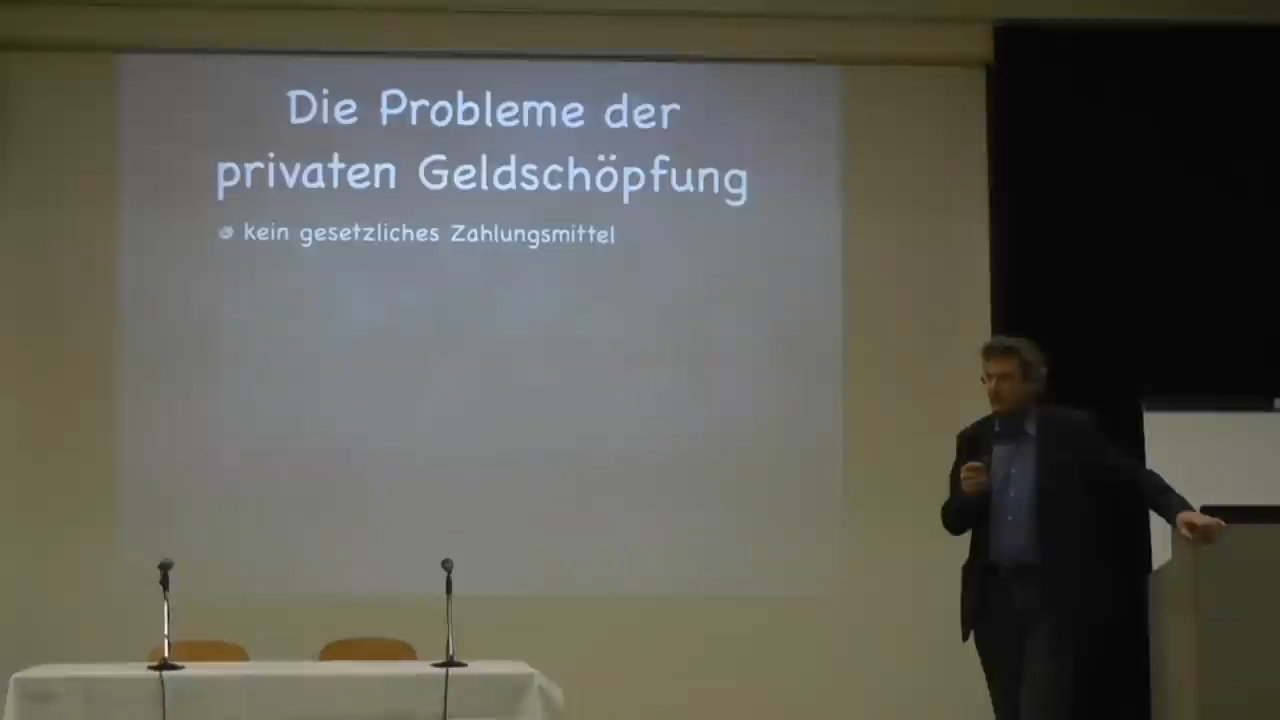 Die Probleme der
privaten Geldschöpfung
kein gesetzliches Zahlungsmittel